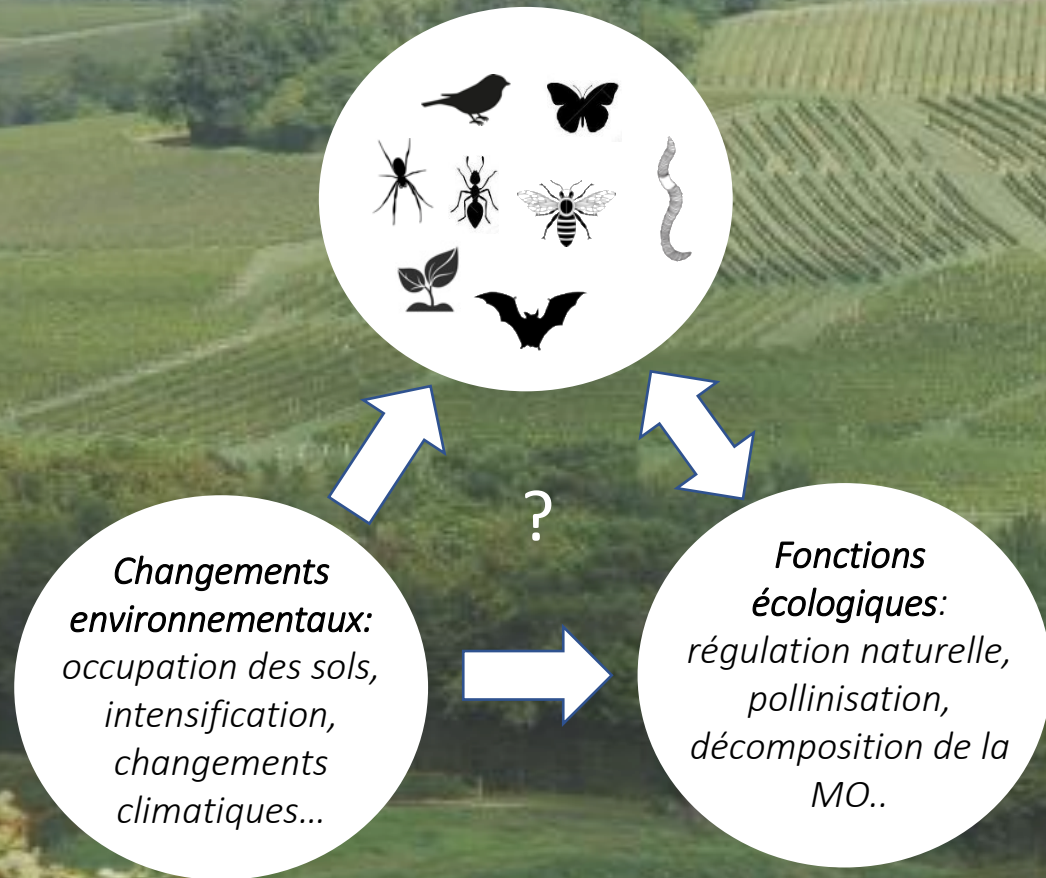 ?
Changements
environnementaux:
occupation des sols,
intensification,
changements
climatiques...
Fonctions
écologiques:
régulation naturelle,
pollinisation,
décomposition de la
MO..